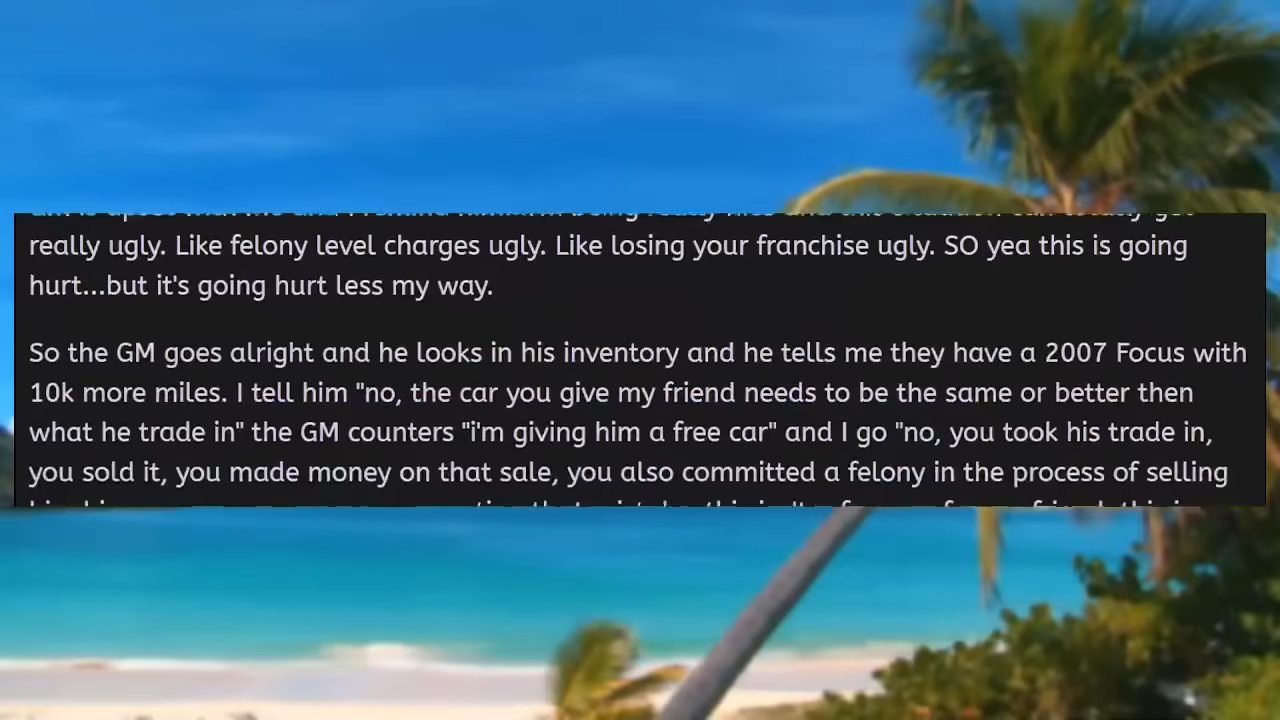 really ugly. Like felony level charges ugly. Like losing your franchise ugly. SO yea this is going
hurt...but it's going hurt less my way.
So the GM goes alright and he looks in his inventory and he tells me they have a 2007 Focus with
10k more miles. I tell him "no, the car you give my friend needs to be the same or better then
what he trade in" the GM counters "i'm giving him a free car" and I go "no, you took his trade in,
you sold it, you made money on that sale, you also committed a felony in the process of selling